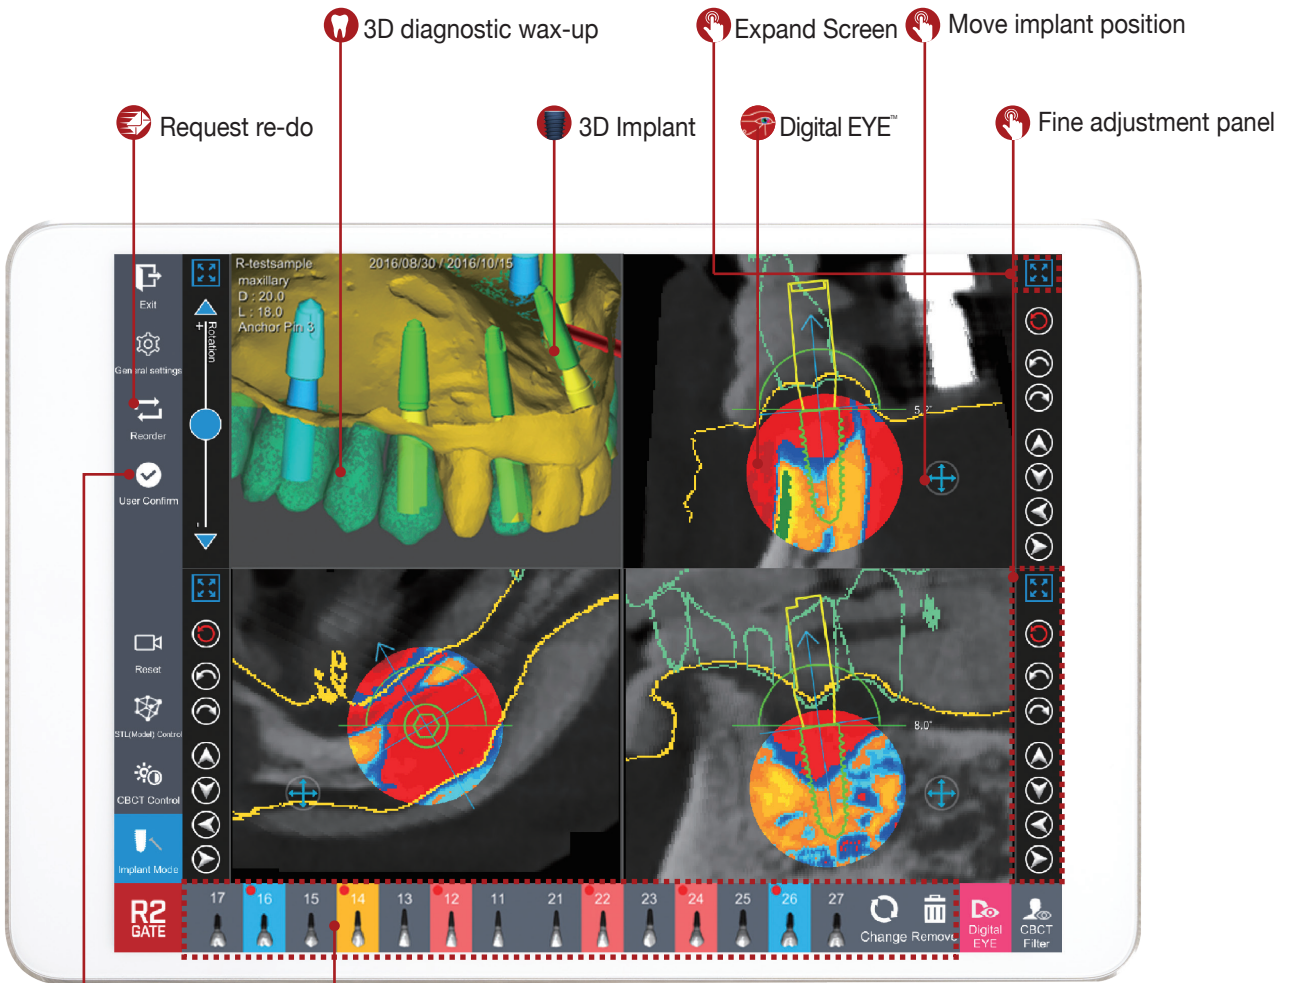 3D diagnostic wax-up
Expand Screen
Move implant position
Request re-do
3D Implant
Digital EYE™
Fine adjustment panel
Exit
General settings
Reorder
User Confirm
Reset
STL(Model) Control
CBCT Control
Implant Mode
+ Rotation -
R-testsample 2016/08/30 / 2016/10/15
maxillary
D : 20.0
L : 18.0
Anchor Pin 3
8.0°
R2
GATE
17 16 15 14 13 12 11 21 22 23 24 25 26 27
Change Remove
Digital
EYE
CBCT
Filter